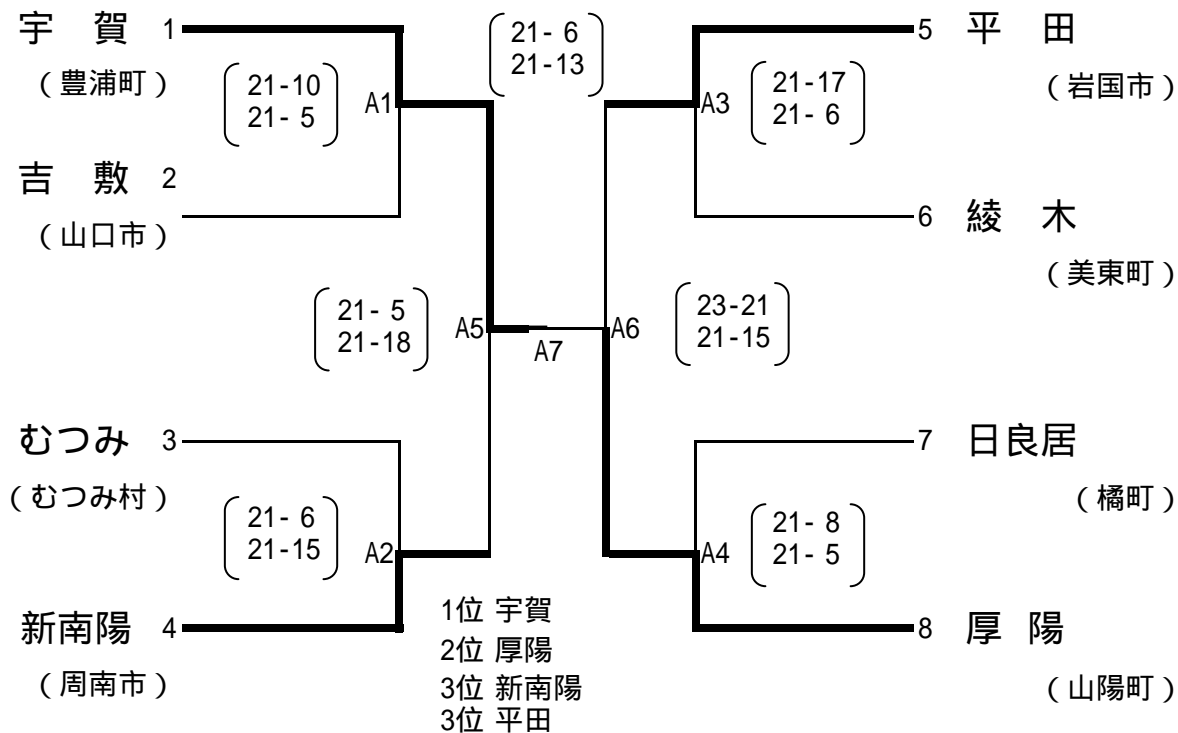 宇　賀 1
（豊浦町）
21-10
21- 5
A1
吉　敷 2
（山口市）
21- 5
21-18
A5
むつみ 3
（むつみ村）
21- 6
21-15
A2
新南陽 4
（周南市）
21- 6
21-13
A7
1位 宇賀
2位 厚陽
3位 新南陽
3位 平田
5 平　田
（岩国市）
A3
21-17
21- 6
6 綾　木
（美東町）
A6
23-21
21-15
7 日良居
（橘町）
A4
21- 8
21- 5
8 厚 陽
（山陽町）